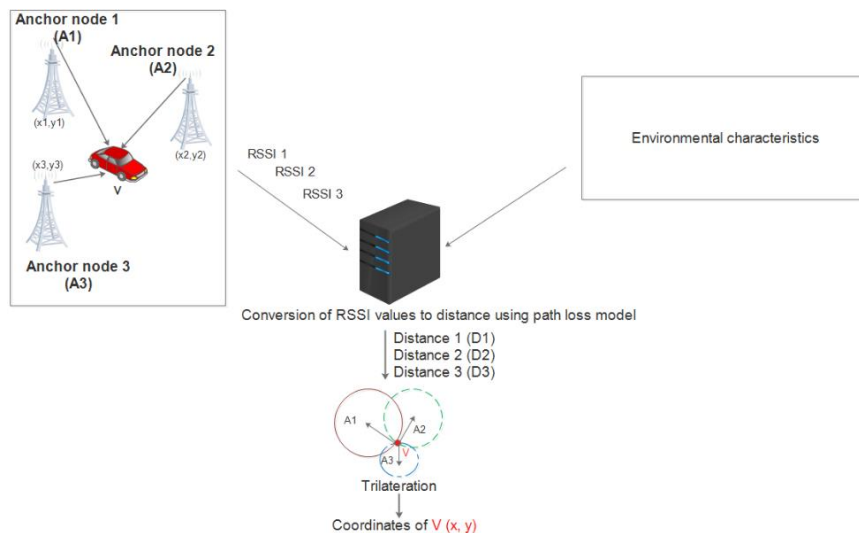 Anchor node 1
(A1)
Anchor node 2
(A2)
(x1,y1)
(x2,y2)
(x3,y3)
V
Anchor node 3
(A3)
RSSI 1
RSSI 2
RSSI 3
Environmental characteristics
Conversion of RSSI values to distance using path loss model
Distance 1 (D1)
Distance 2 (D2)
Distance 3 (D3)
A1
A2
V
A3
Trilateration
Coordinates of V (x, y)